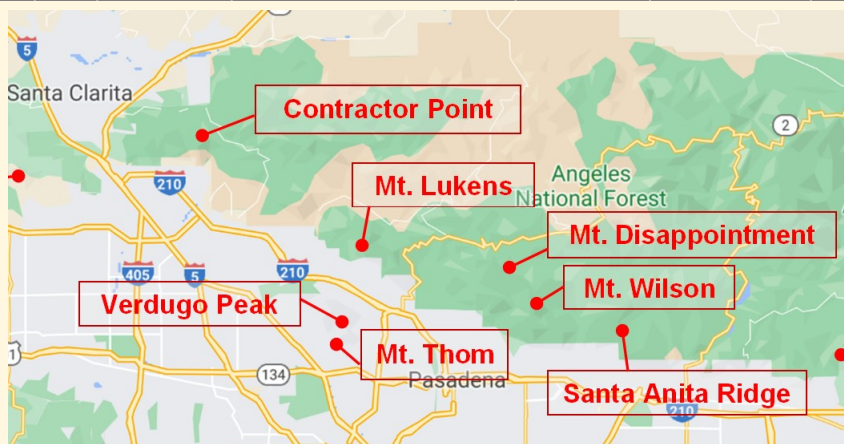 5
Santa Clarita
Contractor Point
2
210
Mt. Lukens
Angeles
National Forest
Mt. Disappointment
405
5
210
Mt. Wilson
Verdugo Peak
1
Mt. Thom
134
Pasadena
Santa Anita Ridge
210